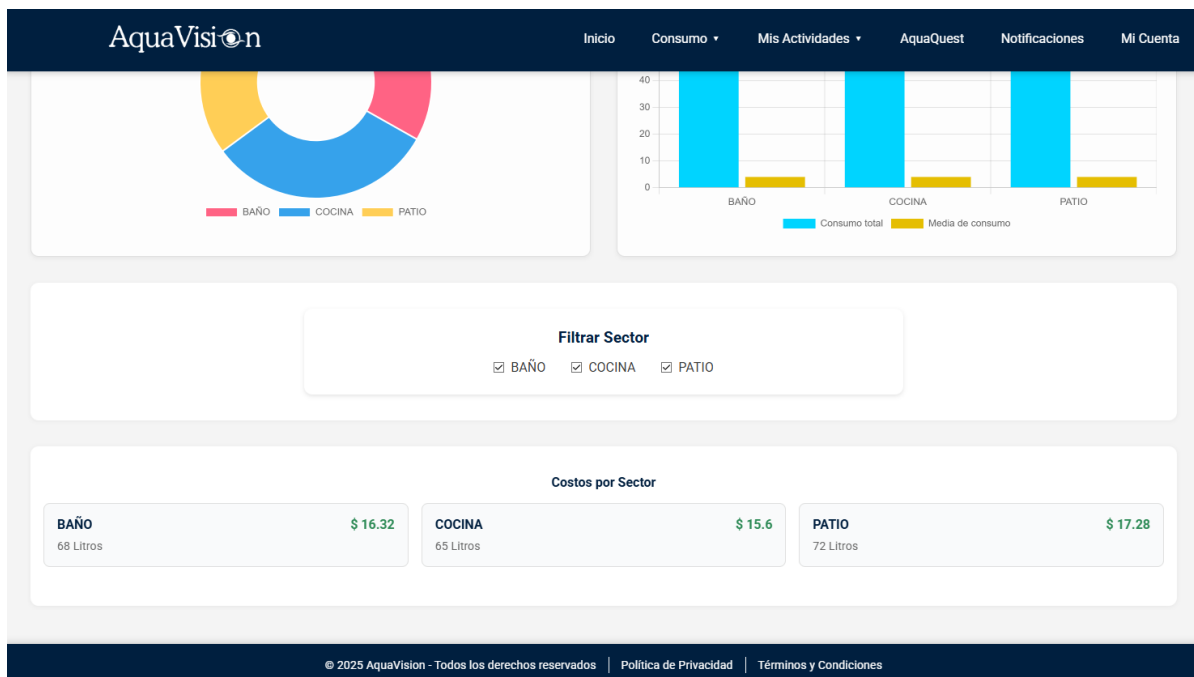 AquaVision
Inicio Consumo ▾ Mis Actividades ▾ AquaQuest Notificaciones Mi Cuenta
BAÑO COCINA PATIO
40
30
20
10
0
BAÑO COCINA PATIO
Consumo total Media de consumo
Filtrar Sector
BAÑO COCINA PATIO
Costos por Sector
BAÑO $ 16.32
68 Litros
COCINA $ 15.6
65 Litros
PATIO $ 17.28
72 Litros
© 2025 AquaVision - Todos los derechos reservados | Política de Privacidad | Términos y Condiciones